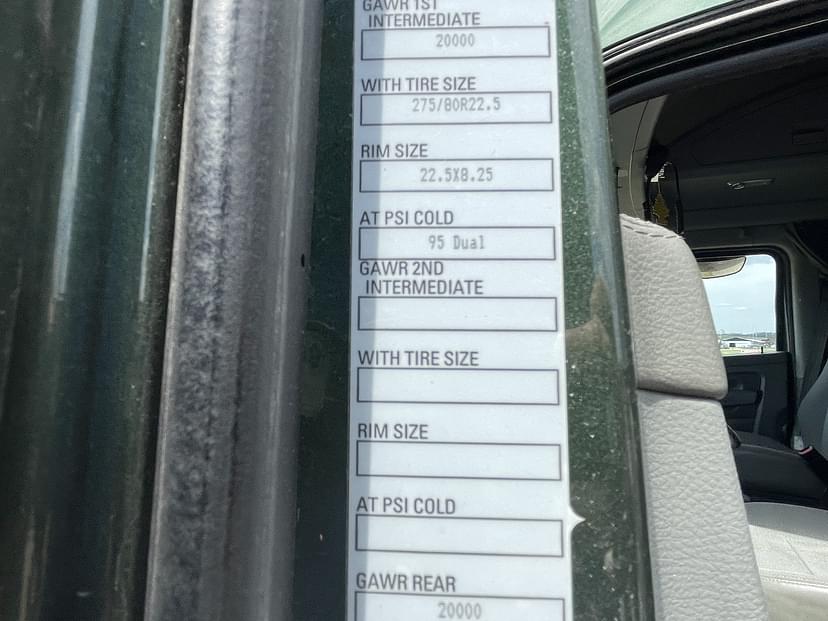 GAWR 1ST
INTERMEDIATE
20000
WITH TIRE SIZE
275/80R22.5
RIM SIZE
22.5X8.25
AT PSI COLD
95 Dual
GAWR 2ND
INTERMEDIATE
WITH TIRE SIZE
RIM SIZE
AT PSI COLD
GAWR REAR
20000